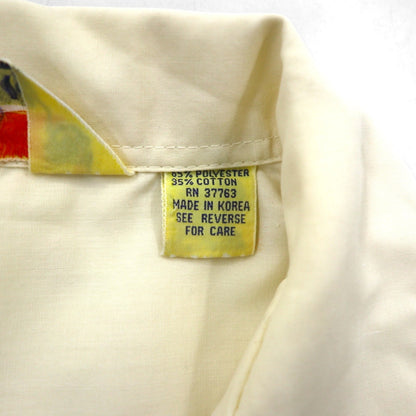 65% POLYESTER
35% COTTON
RN 37763
MADE IN KOREA
SEE REVERSE
FOR CARE